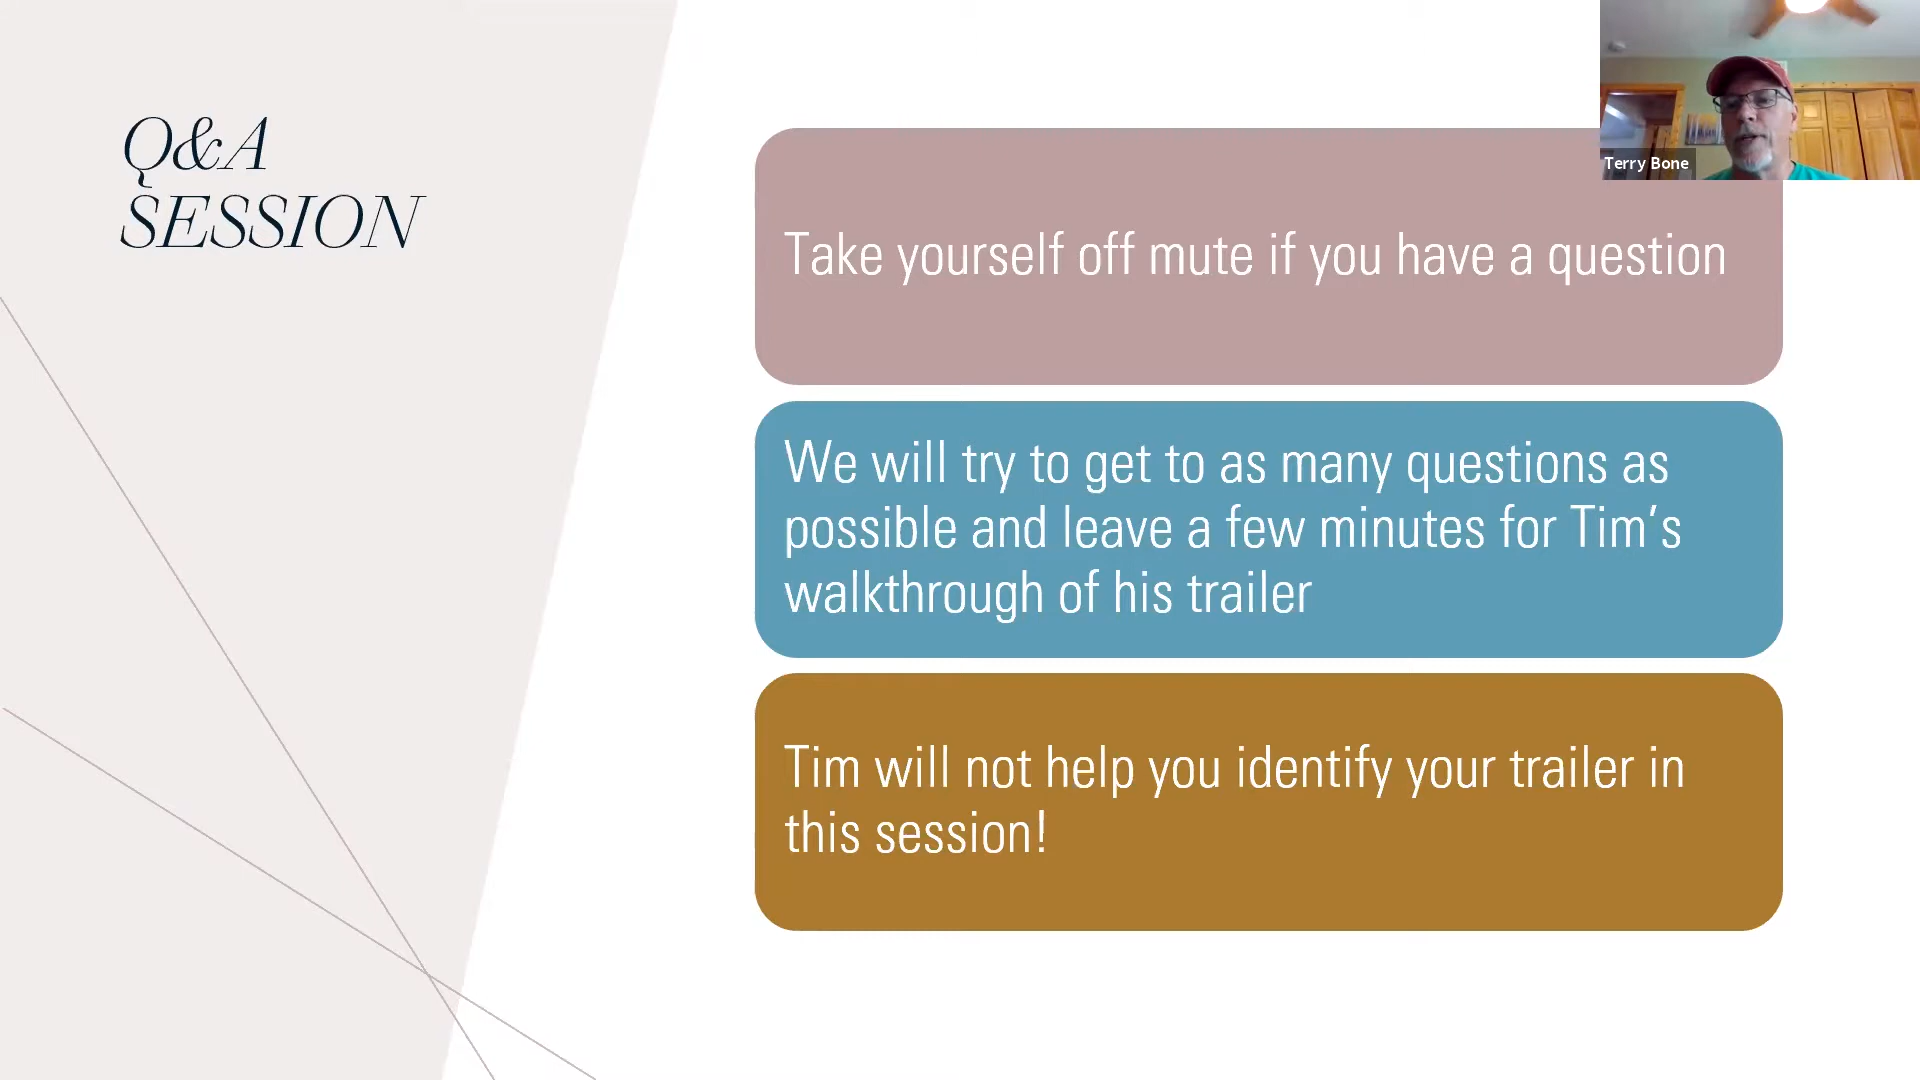 Q&A
SESSION
Terry Bone
Take yourself off mute if you have a question
We will try to get to as many questions as
possible and leave a few minutes for Tim’s
walkthrough of his trailer
Tim will not help you identify your trailer in
this session!